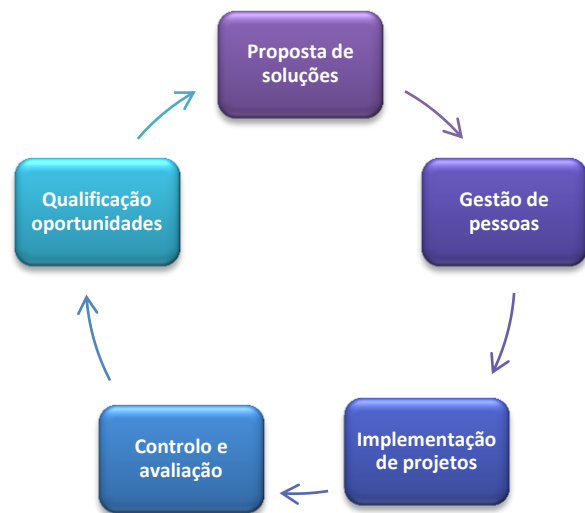 Proposta de
soluções
Gestão de
pessoas
Implementação
de projetos
Controlo e
avaliação
Qualificação
oportunidades